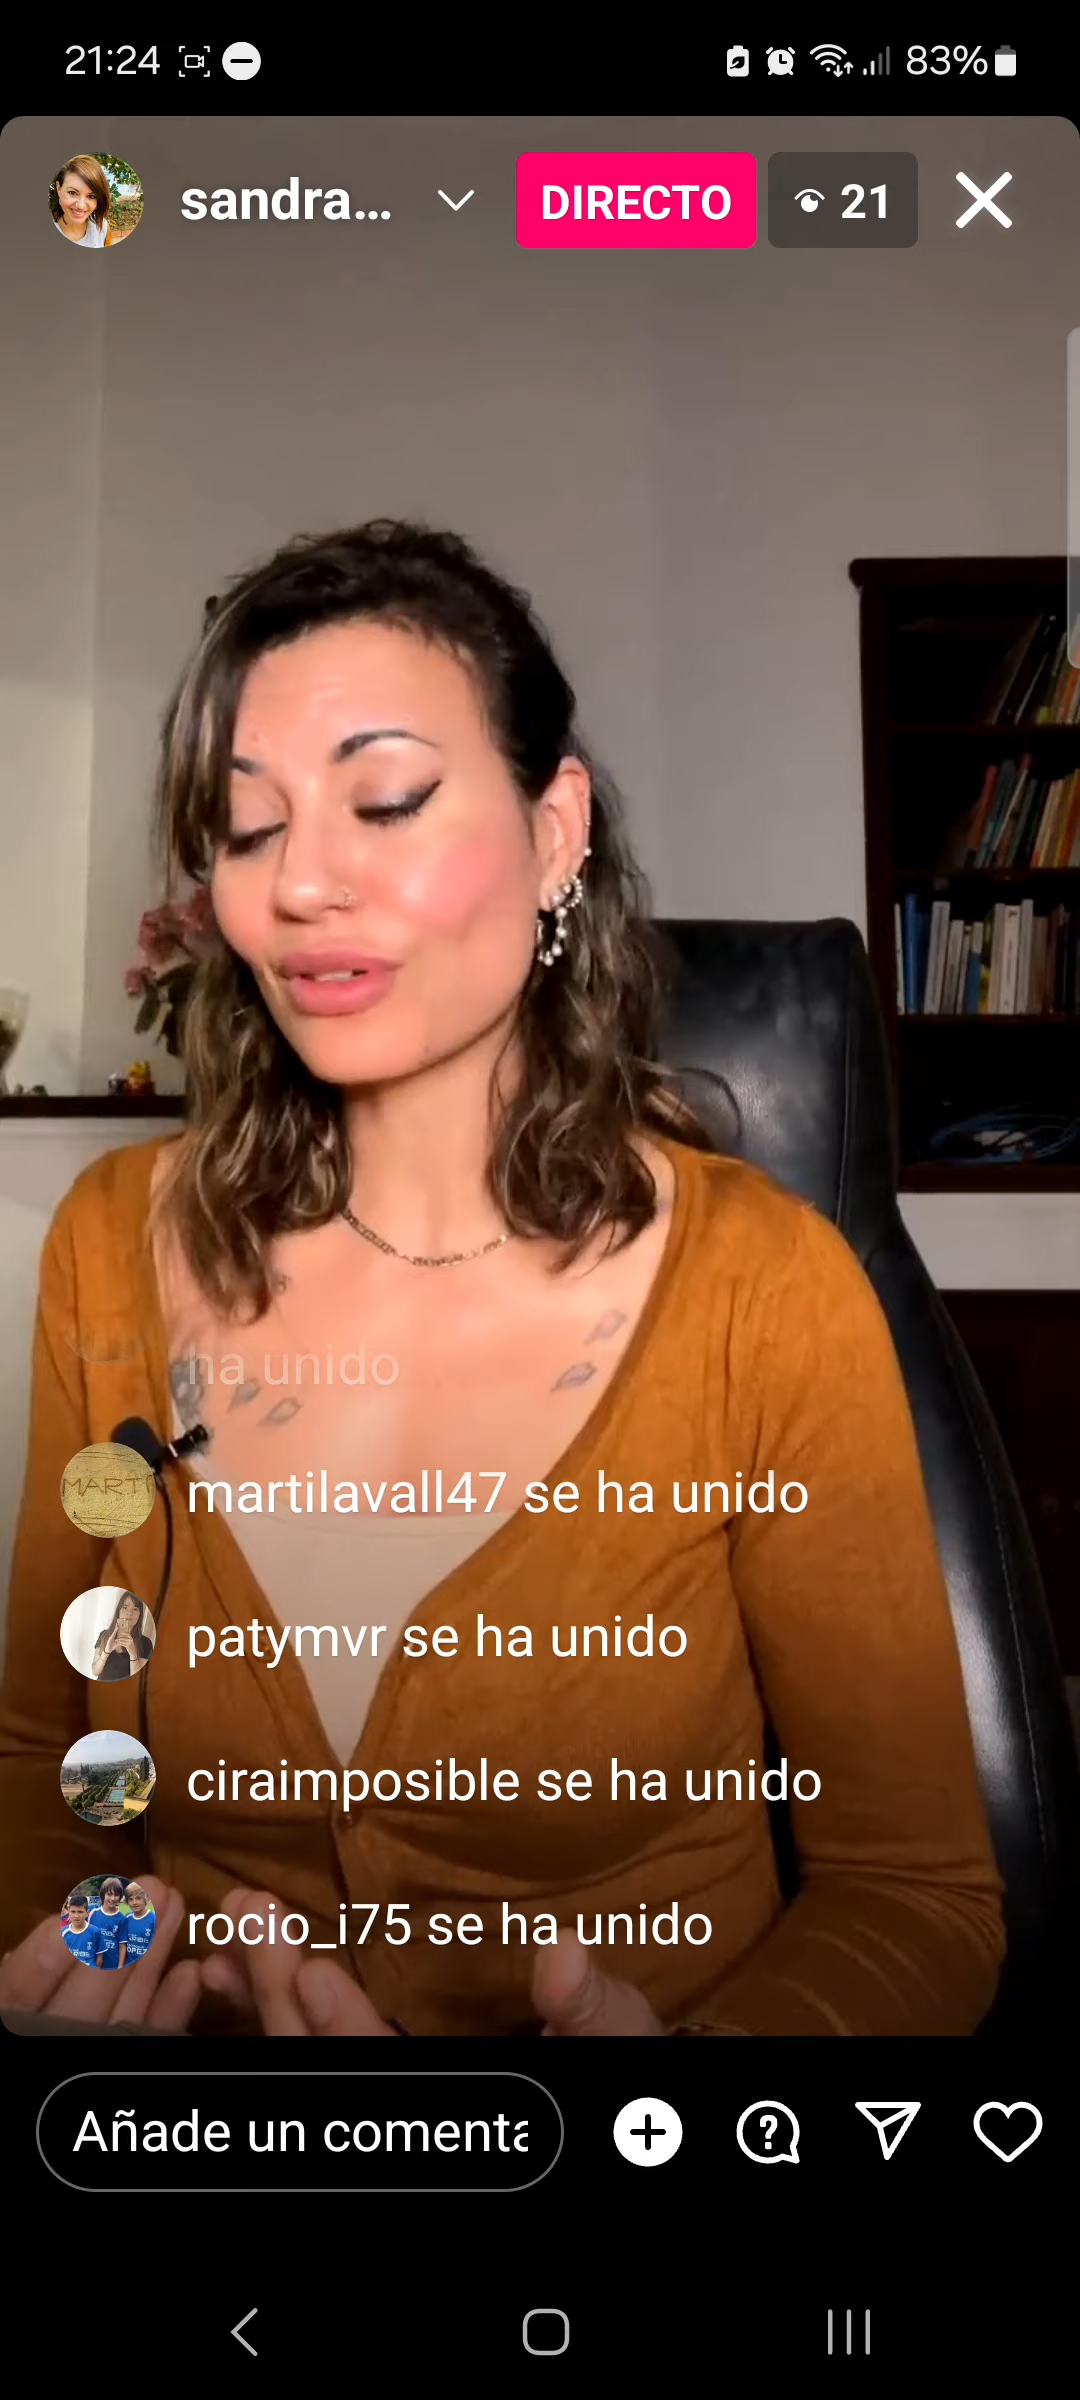 21:24
83%
sandra...
DIRECTO
21
ha unido
MARTI
martilavall47 se ha unido
patymvr se ha unido
ciraimposible se ha unido
rocio_i75 se ha unido
Añade un comenta